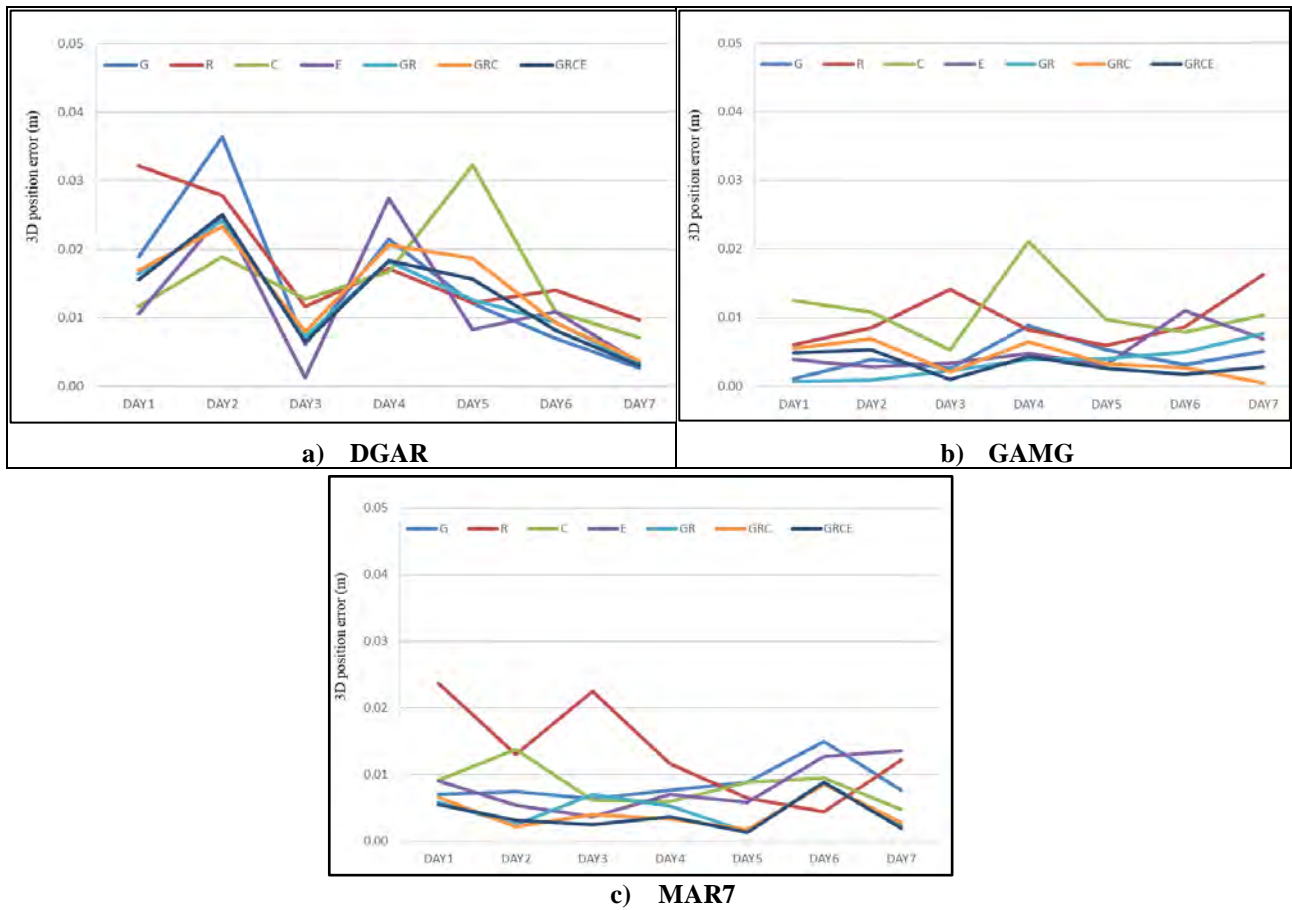 0.05
G R C E GR GRC GRCE
0.04
0.03
0.02
0.01
0.00
3D position error (m)
DAY1 DAY2 DAY3 DAY4 DAY5 DAY6 DAY7
a) DGAR
0.05
G R C E GR GRC GRCE
0.04
0.03
0.02
0.01
0.00
3D position error (m)
DAY1 DAY2 DAY3 DAY4 DAY5 DAY6 DAY7
b) GAMG
0.05
G R C E GR GRC GRCE
0.04
0.03
0.02
0.01
0.00
3D position error (m)
DAY1 DAY2 DAY3 DAY4 DAY5 DAY6 DAY7
c) MAR7